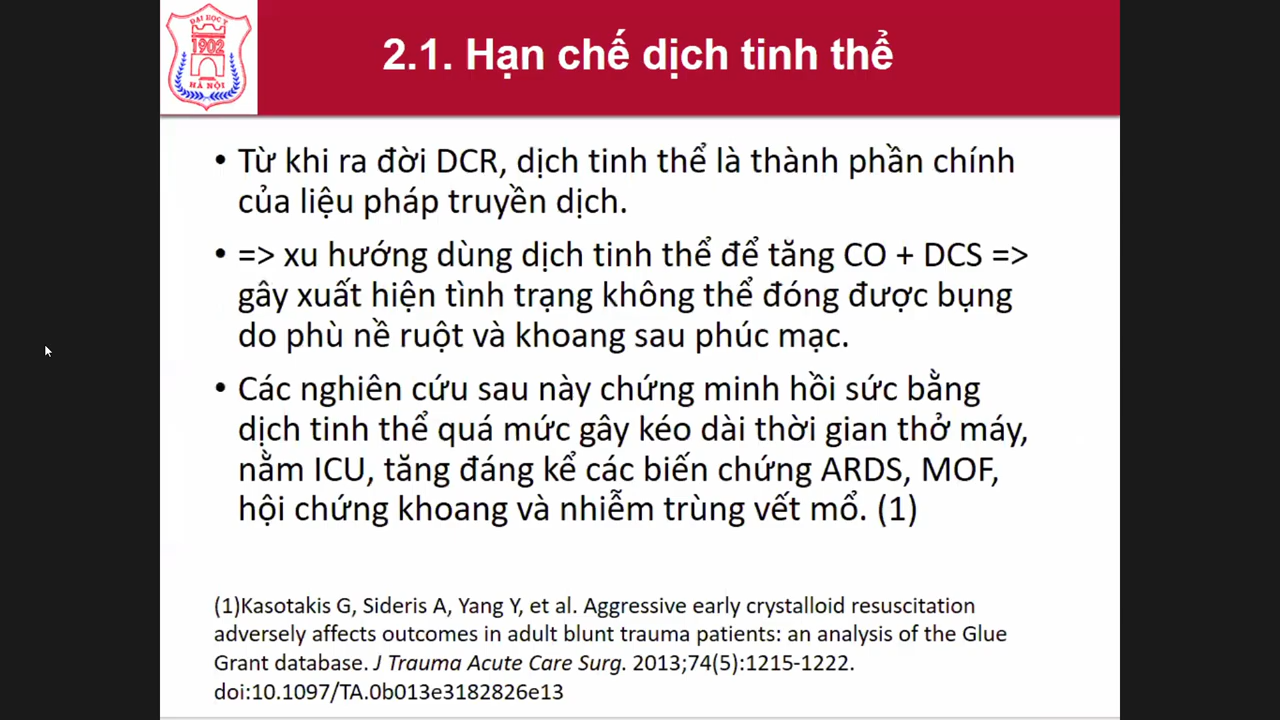 ĐẠI HỌC Y
1902
HÀ NỘI
2.1. Hạn chế dịch tinh thể
• Từ khi ra đời DCR, dịch tinh thể là thành phần chính
của liệu pháp truyền dịch.
• => xu hướng dùng dịch tinh thể để tăng CO + DCS =>
gây xuất hiện tình trạng không thể đóng được bụng
do phù nề ruột và khoang sau phúc mạc.
• Các nghiên cứu sau này chứng minh hồi sức bằng
dịch tinh thể quá mức gây kéo dài thời gian thở máy,
nằm ICU, tăng đáng kể các biến chứng ARDS, MOF,
hội chứng khoang và nhiễm trùng vết mổ. (1)
(1)Kasotakis G, Sideris A, Yang Y, et al. Aggressive early crystalloid resuscitation
adversely affects outcomes in adult blunt trauma patients: an analysis of the Glue
Grant database. J Trauma Acute Care Surg. 2013;74(5):1215-1222.
doi:10.1097/TA.0b013e3182826e13